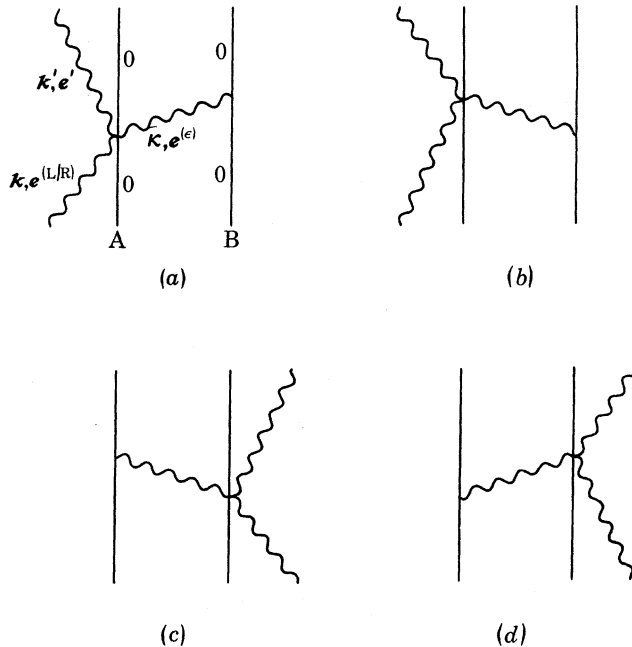 0
0
k′, e′
κ, e^(ε)
k, e^(L/R)
0
0
A
B
(a)
(b)
(c)
(d)